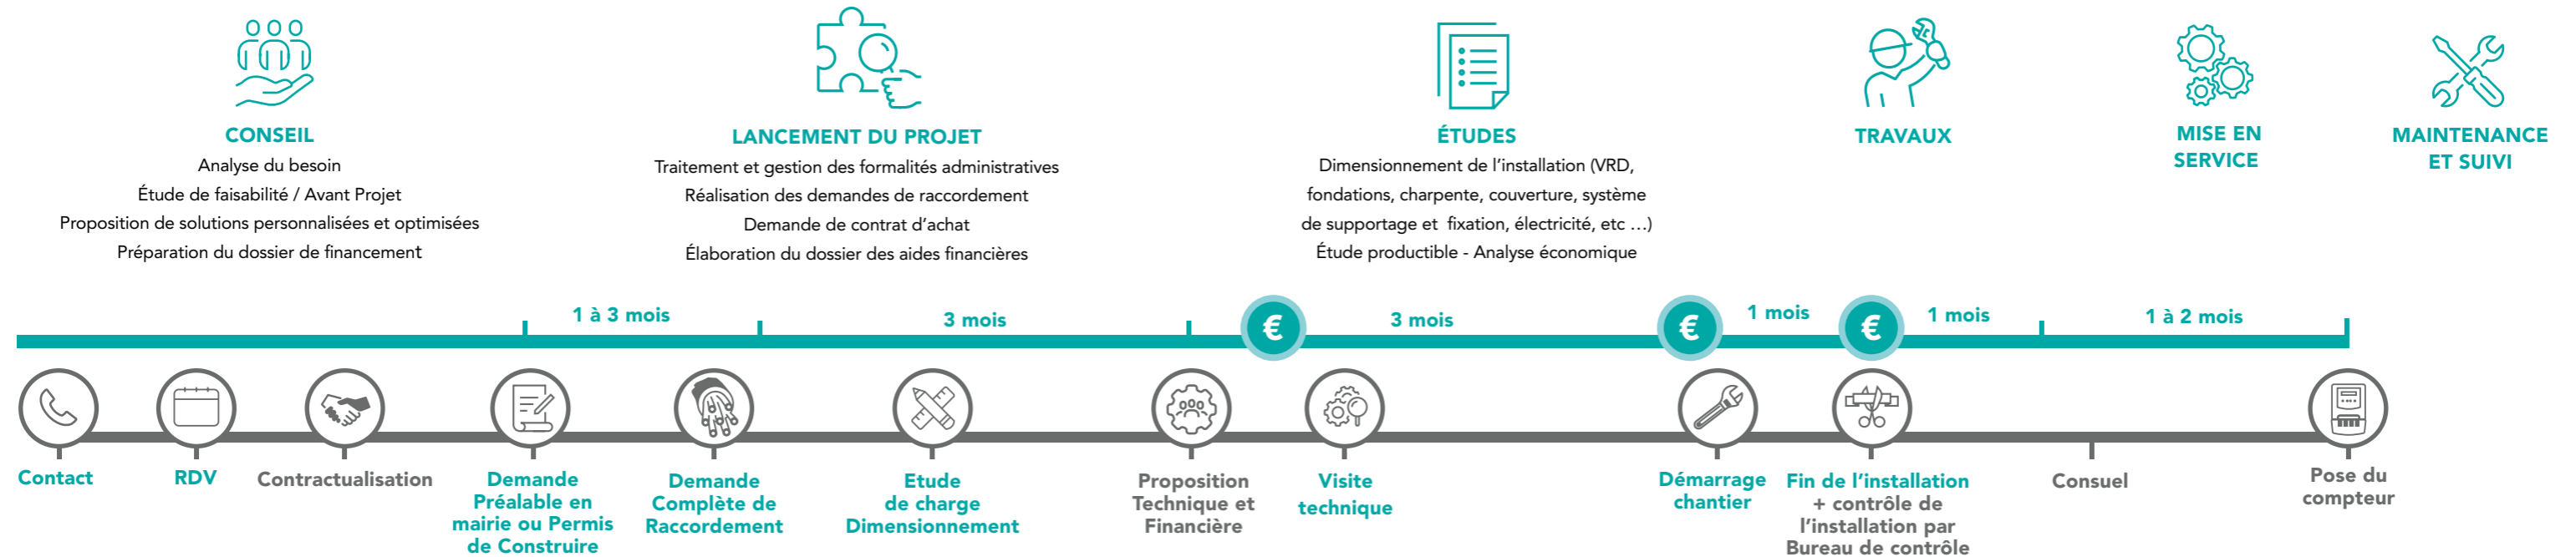 CONSEIL
Analyse du besoin
Étude de faisabilité / Avant Projet
Proposition de solutions personnalisées et optimisées
Préparation du dossier de financement
LANCEMENT DU PROJET
Traitement et gestion des formalités administratives
Réalisation des demandes de raccordement
Demande de contrat d'achat
Élaboration du dossier des aides financières
ÉTUDES
Dimensionnement de l'installation (VRD,
fondations, charpente, couverture, système
de supportage et fixation, électricité, etc ...)
Étude productible - Analyse économique
TRAVAUX
MISE EN
SERVICE
MAINTENANCE
ET SUIVI
1 à 3 mois
3 mois
€
3 mois
€
1 mois
€
1 mois
1 à 2 mois
Contact
RDV
Contractualisation
Demande
Préalable en
mairie ou Permis
de Construire
Demande
Complète de
Raccordement
Etude
de charge
Dimensionnement
Proposition
Technique et
Financière
Visite
technique
Démarrage
chantier
Fin de l'installation
+ contrôle de
l'installation par
Bureau de contrôle
Consuel
Pose du
compteur